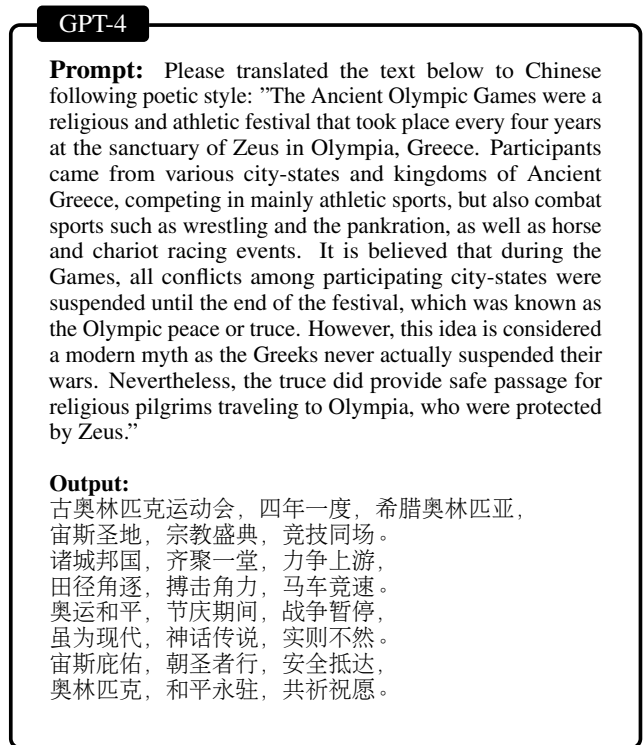 GPT-4
Prompt: Please translated the text below to Chinese
following poetic style: ”The Ancient Olympic Games were a
religious and athletic festival that took place every four years
at the sanctuary of Zeus in Olympia, Greece. Participants
came from various city-states and kingdoms of Ancient
Greece, competing in mainly athletic sports, but also combat
sports such as wrestling and the pankration, as well as horse
and chariot racing events. It is believed that during the
Games, all conflicts among participating city-states were
suspended until the end of the festival, which was known as
the Olympic peace or truce. However, this idea is considered
a modern myth as the Greeks never actually suspended their
wars. Nevertheless, the truce did provide safe passage for
religious pilgrims traveling to Olympia, who were protected
by Zeus.”
Output:
古奥林匹克运动会，四年一度，希腊奥林匹亚，
宙斯圣地，宗教盛典，竞技同场。
诸城邦国，齐聚一堂，力争上游，
田径角逐，搏击角力，马车竞速。
奥运和平，节庆期间，战争暂停，
虽为现代，神话传说，实则不然。
宙斯庇佑，朝圣者行，安全抵达，
奥林匹克，和平永驻，共祈祝愿。